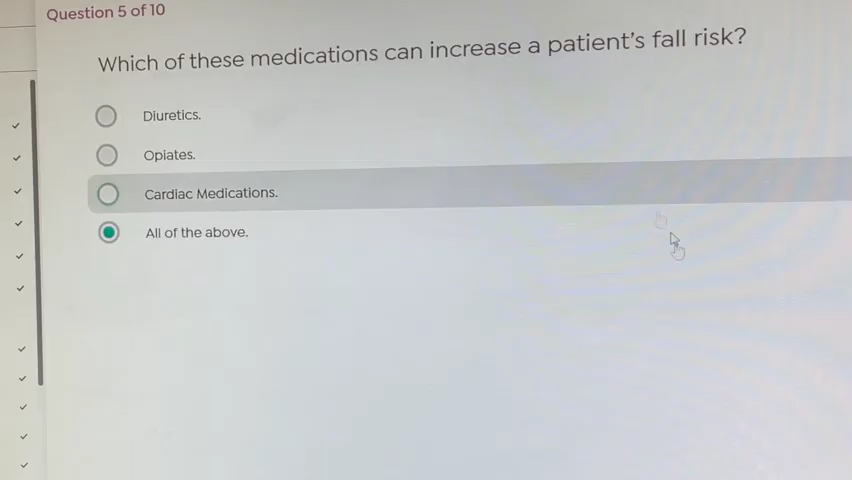 Question 5 of 10
Which of these medications can increase a patient's fall risk?
Diuretics.
Opiates.
Cardiac Medications.
All of the above.